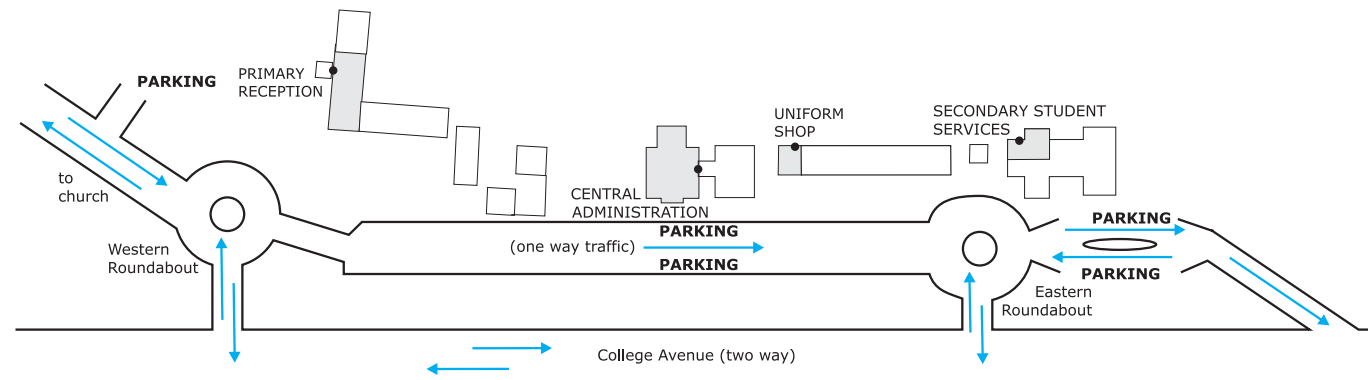 PARKING
PRIMARY
RECEPTION
UNIFORM
SHOP
SECONDARY STUDENT
SERVICES
to
church
CENTRAL
ADMINISTRATION
PARKING
PARKING
(one way traffic)
Western
Roundabout
PARKING
PARKING
Eastern
Roundabout
College Avenue (two way)